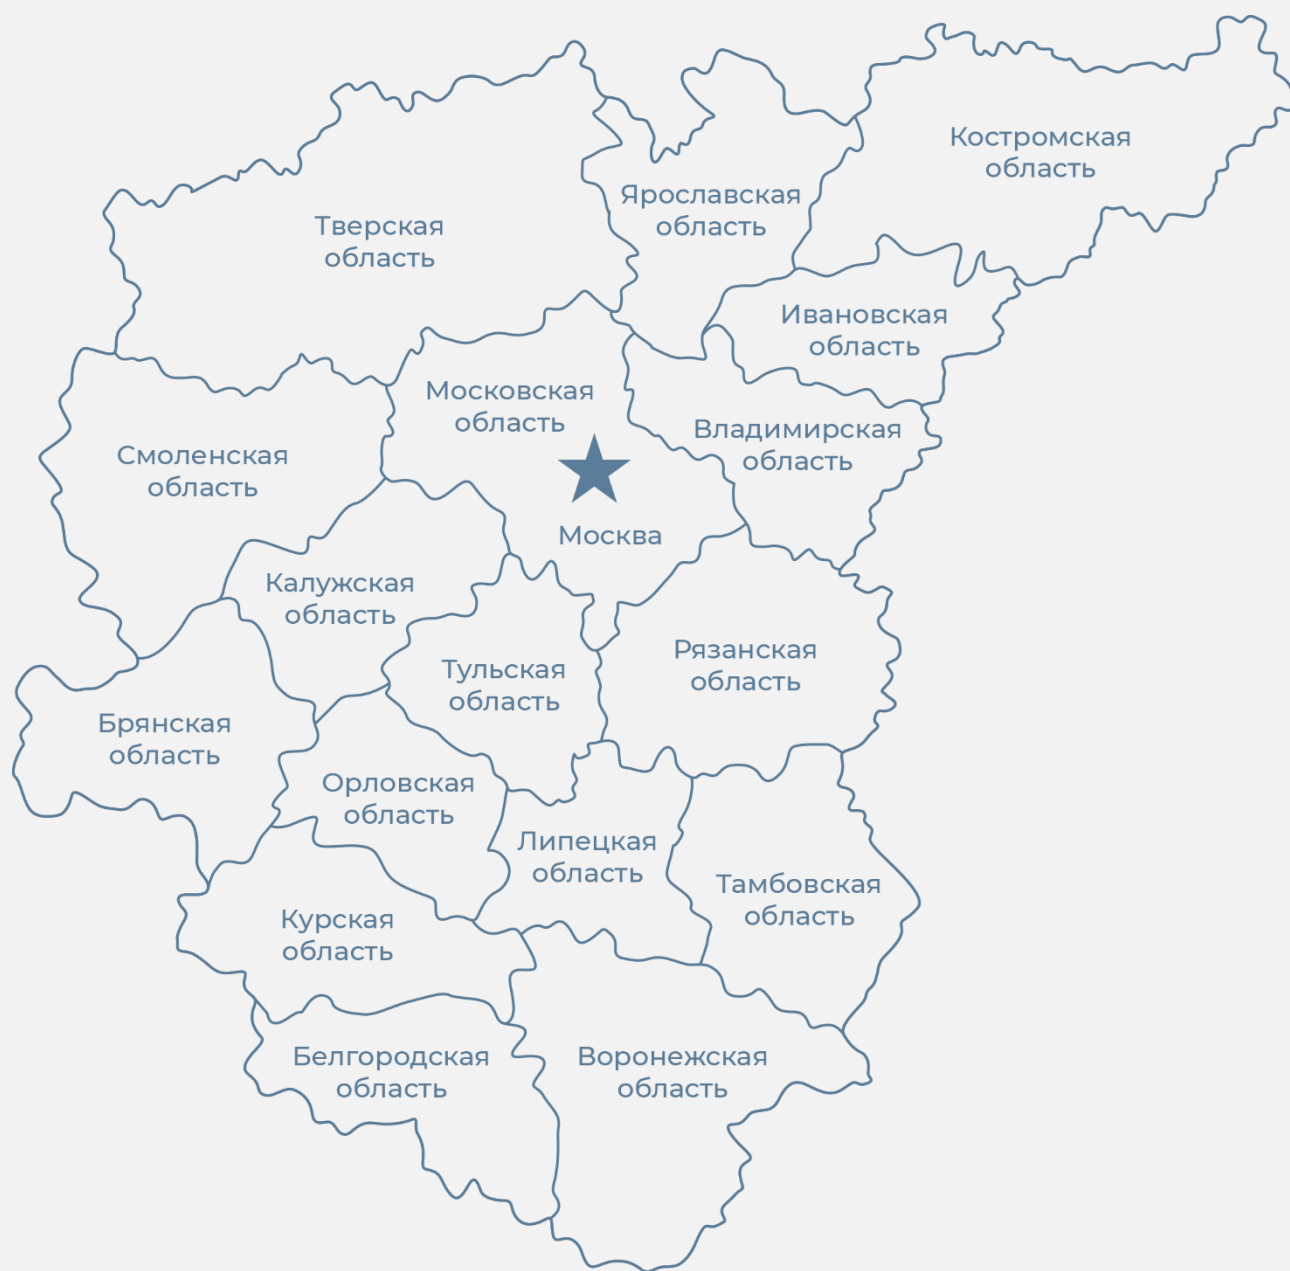 Костромская
область
Ярославская
область
Тверская
область
Ивановская
область
Московская
область
Владимирская
область
Смоленская
область
Москва
Калужская
область
Рязанская
область
Тульская
область
Брянская
область
Орловская
область
Липецкая
область
Тамбовская
область
Курская
область
Белгородская
область
Воронежская
область